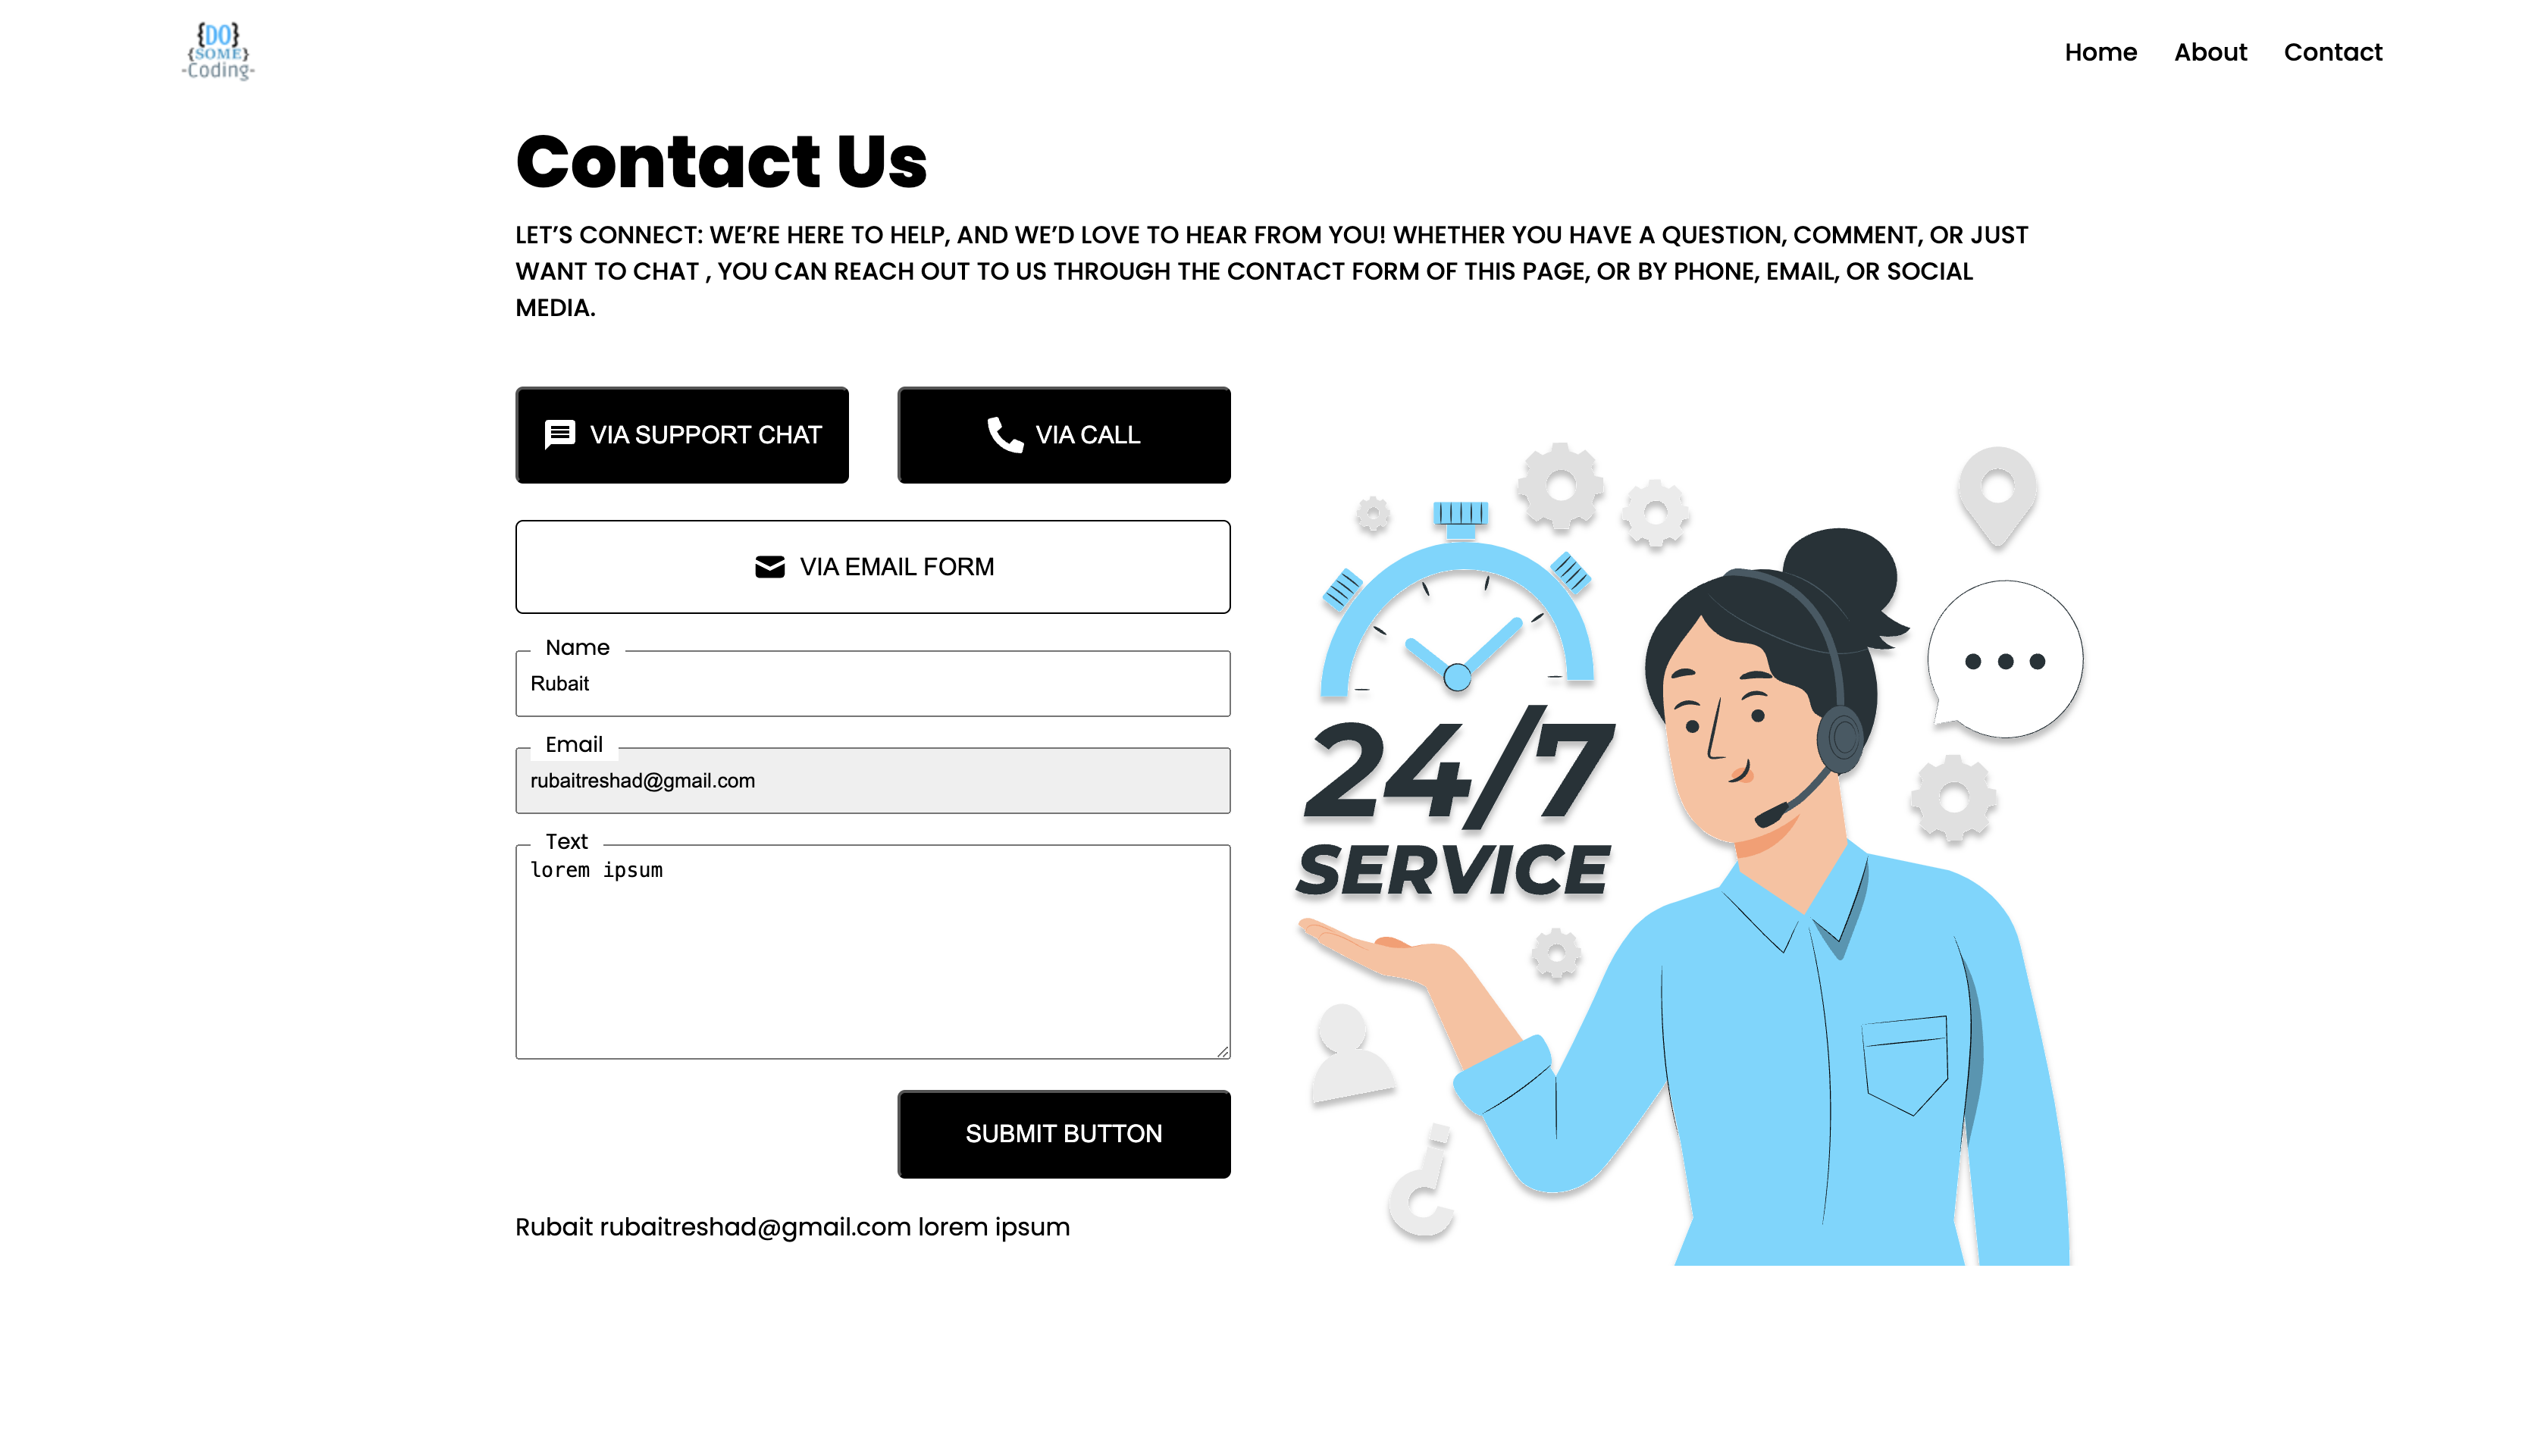 {DO}
{SOME}
-Coding-
Home About Contact
Contact Us
LET’S CONNECT: WE’RE HERE TO HELP, AND WE’D LOVE TO HEAR FROM YOU! WHETHER YOU HAVE A QUESTION, COMMENT, OR JUST
WANT TO CHAT , YOU CAN REACH OUT TO US THROUGH THE CONTACT FORM OF THIS PAGE, OR BY PHONE, EMAIL, OR SOCIAL
MEDIA.
VIA SUPPORT CHAT
VIA CALL
VIA EMAIL FORM
Name
Rubait
Email
rubaitreshad@gmail.com
Text
lorem ipsum
SUBMIT BUTTON
Rubait rubaitreshad@gmail.com lorem ipsum
24/7
SERVICE